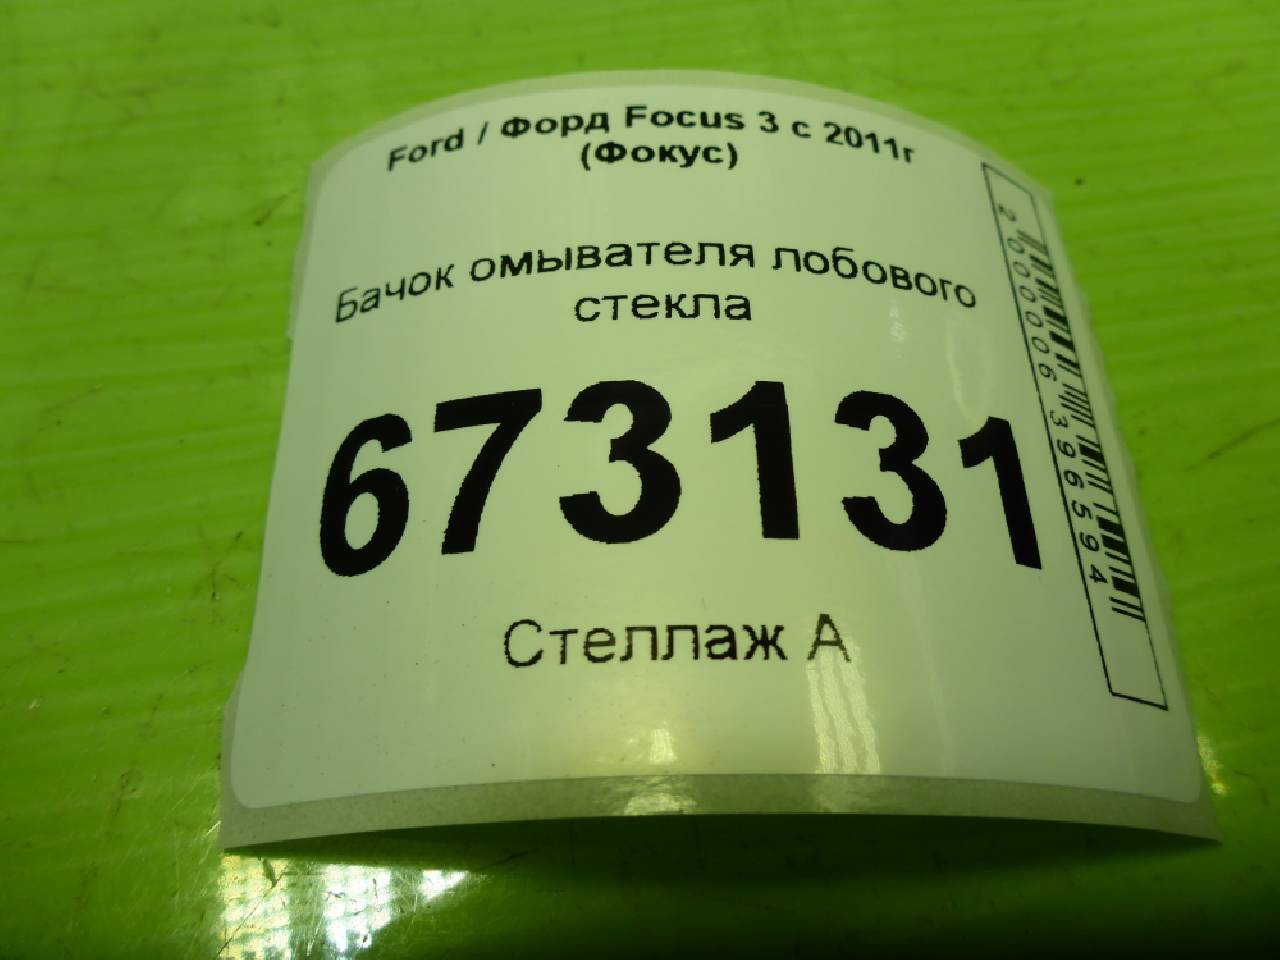 Ford / Форд Focus 3 с 2011г
(Фокус)
Бачок омывателя лобового
стекла
673131
Стеллаж А
2000006396594